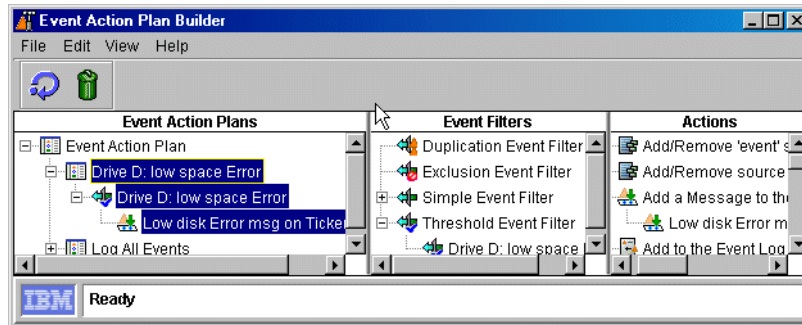 Event Action Plan Builder
File Edit View Help
Event Action Plans
Event Action Plan
Drive D: low space Error
Drive D: low space Error
Low disk Error msg on Ticker
Log All Events
Event Filters
Duplication Event Filter
Exclusion Event Filter
Simple Event Filter
Threshold Event Filter
Drive D: low space
Actions
Add/Remove 'event' s
Add/Remove source
Add a Message to the
Low disk Error m
Add to the Event Log
IBM
Ready